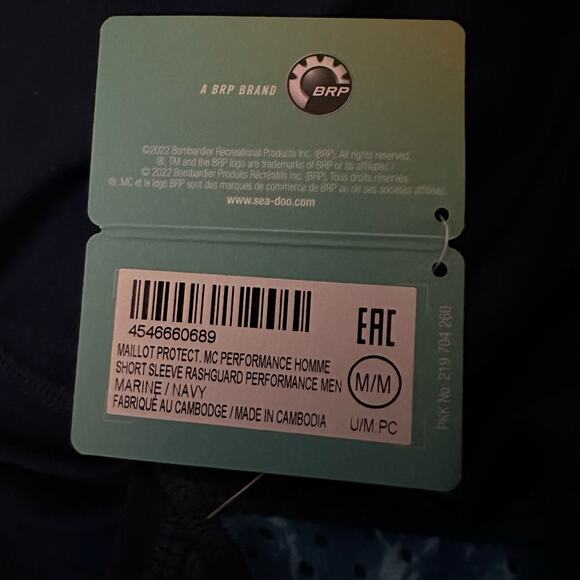 A BRP BRAND
BRP
©2022 Bombardier Recreational Products Inc. (BRP). All rights reserved.
®, TM and the BRP logo are trademarks of BRP or its affiliates /
© 2022 Bombardier Produits Récréatifs Inc. (BRP). Tous droits réservés.
®, MC et le logo BRP sont des marques de commerce de BRP ou de ses sociétés affiliées.
www.sea-doo.com
4546660689
MAILLOT PROTECT. MC PERFORMANCE HOMME
SHORT SLEEVE RASHGUARD PERFORMANCE MEN
MARINE / NAVY
FABRIQUÉ AU CAMBODGE / MADE IN CAMBODIA
EAC
M/M
U/M:PC
PKK No: 219 704 260